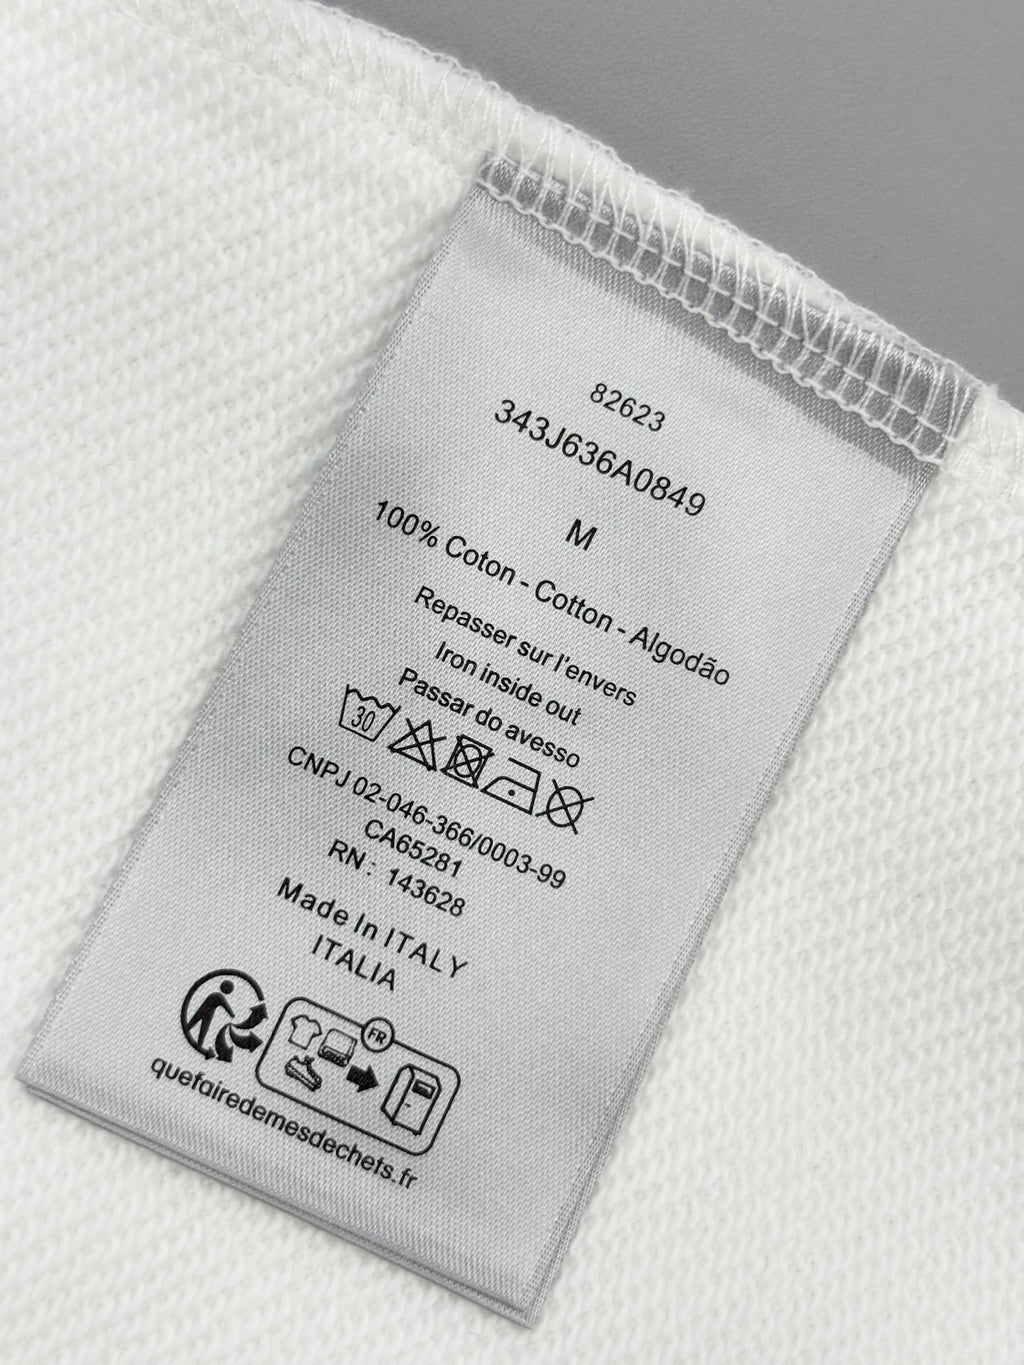 82623
343J636A0849
M
100% Coton - Cotton - Algodão
Repasser sur l'envers
Iron inside out
Passar do avesso
30
CNPJ 02-046-366/0003-99
CA65281
RN : 143628
Made In ITALY
ITALIA
FR
quefairedemesdechets.fr